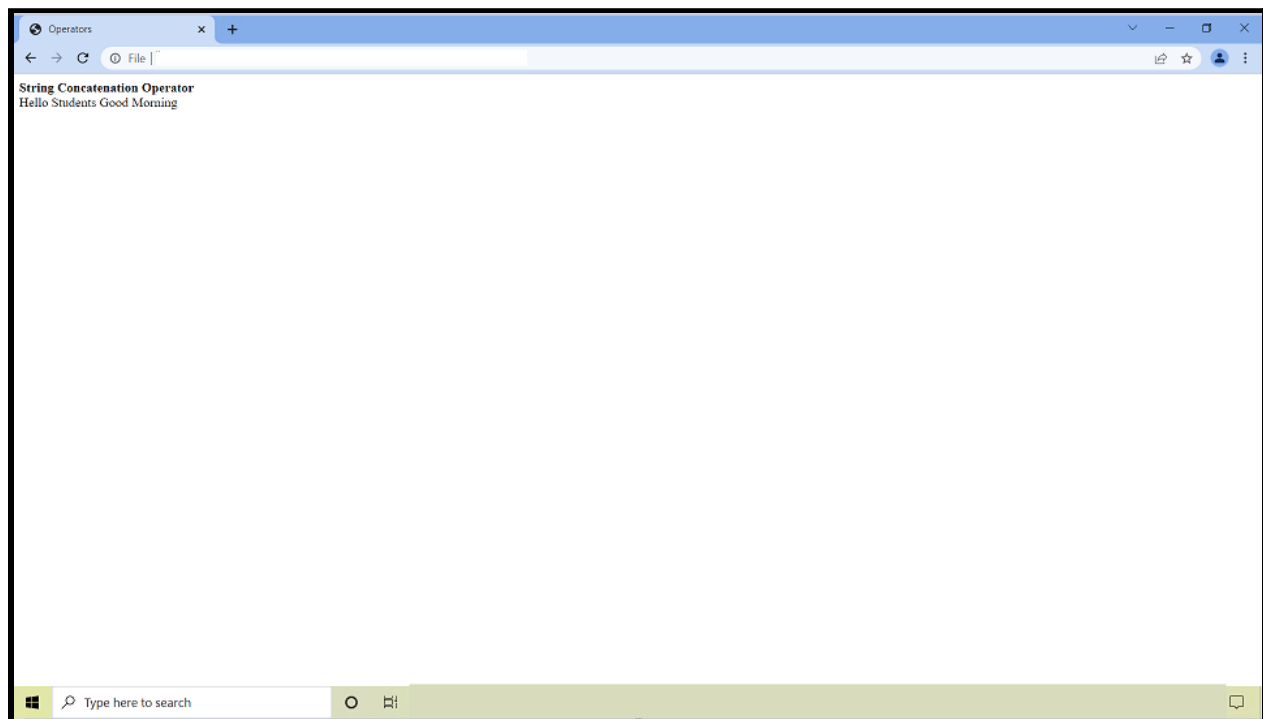 Operators
File
String Concatenation Operator
Hello Students Good Morning
Type here to search